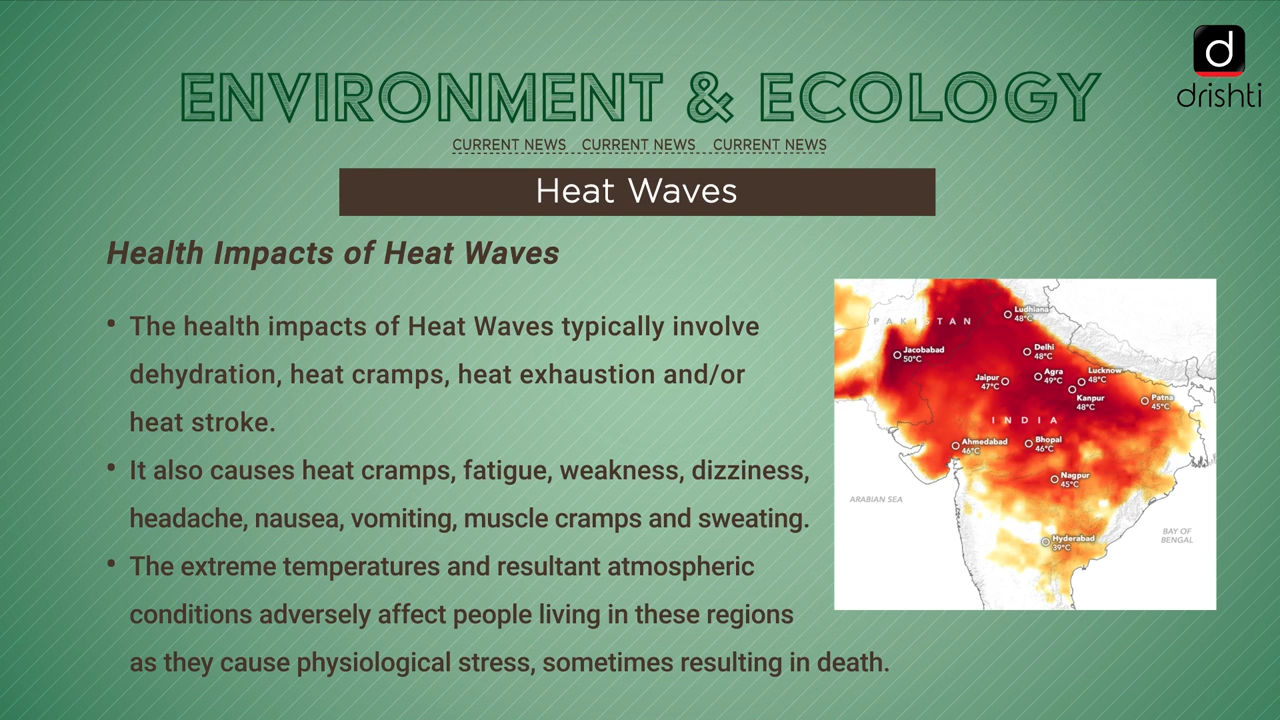 ENVIRONMENT & ECOLOGY
d
drishti
CURRENT NEWS CURRENT NEWS CURRENT NEWS
Heat Waves
Health Impacts of Heat Waves
• The health impacts of Heat Waves typically involve
dehydration, heat cramps, heat exhaustion and/or
heat stroke.
• It also causes heat cramps, fatigue, weakness, dizziness,
headache, nausea, vomiting, muscle cramps and sweating.
• The extreme temperatures and resultant atmospheric
conditions adversely affect people living in these regions
as they cause physiological stress, sometimes resulting in death.
PAKISTAN
Ludhiana
48°C
Jacobabad
50°C
Delhi
48°C
Jaipur
47°C
Agra
49°C
Lucknow
48°C
Kanpur
48°C
Patna
45°C
INDIA
Ahmedabad
46°C
Bhopal
46°C
Nagpur
45°C
ARABIAN SEA
BAY OF
BENGAL
Hyderabad
39°C